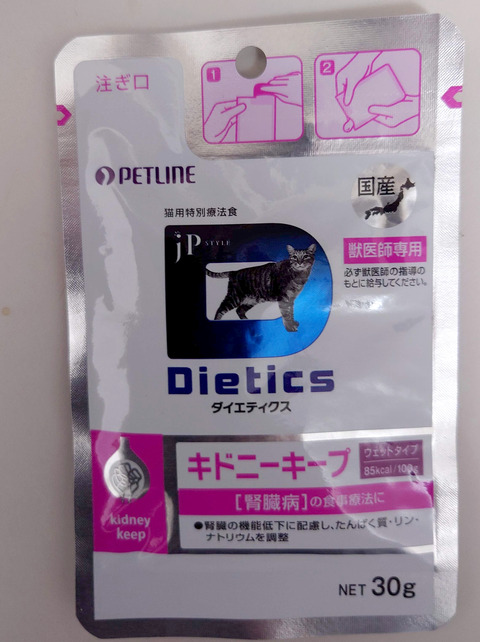 注ぎ口
1
2
PETLINE
国産
猫用特別療法食
jP STYLE
獣医師専用
必ず獣医師の指導の
もとに給与してください。
Dietics
ダイエティクス
キドニーキープ
ウェットタイプ
85kcal/100g
[腎臓病]の食事療法に
kidney
keep
●腎臓の機能低下に配慮し、たんぱく質・リン・
ナトリウムを調整
NET 30g